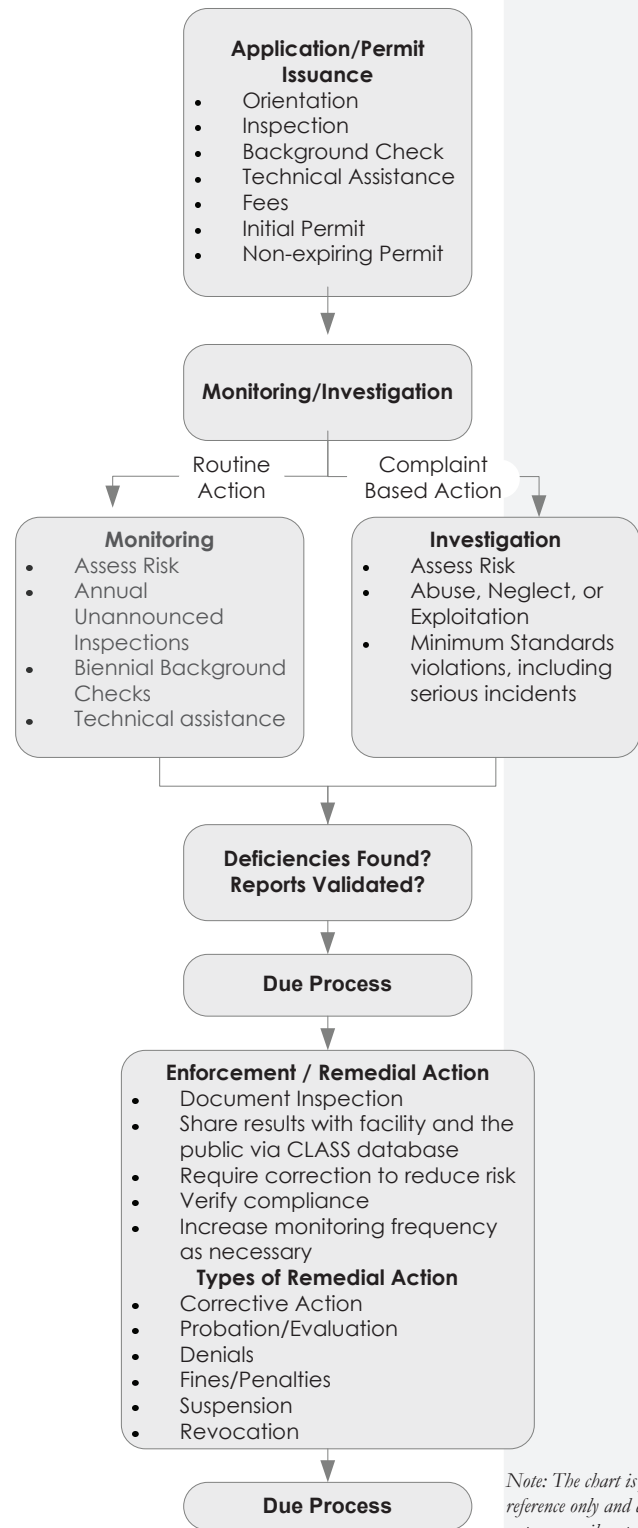 Application/Permit
Issuance
• Orientation
• Inspection
• Background Check
• Technical Assistance
• Fees
• Initial Permit
• Non-expiring Permit
Monitoring/Investigation
Routine
Action
Complaint
Based Action
Monitoring
• Assess Risk
• Annual
Unannounced
Inspections
• Biennial Background
Checks
• Technical assistance
Investigation
• Assess Risk
• Abuse, Neglect, or
Exploitation
• Minimum Standards
violations, including
serious incidents
Deficiencies Found?
Reports Validated?
Due Process
Enforcement / Remedial Action
• Document Inspection
• Share results with facility and the
public via CLASS database
• Require correction to reduce risk
• Verify compliance
• Increase monitoring frequency
as necessary
Types of Remedial Action
• Corrective Action
• Probation/Evaluation
• Denials
• Fines/Penalties
• Suspension
• Revocation
Due Process
Note: The chart is
reference only and